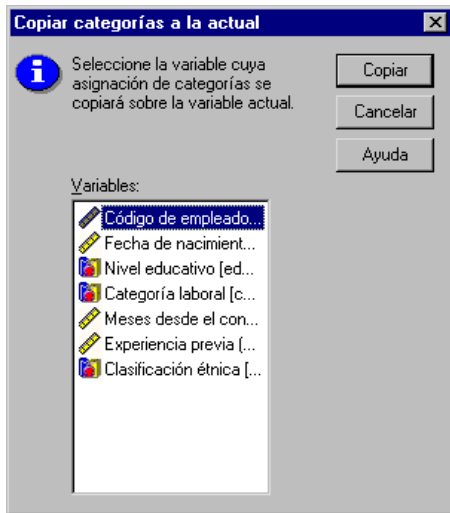 Copiar categorías a la actual
Seleccione la variable cuya
asignación de categorías se
copiará sobre la variable actual.
Copiar
Cancelar
Ayuda
Variables:
Código de empleado...
Fecha de nacimient...
Nivel educativo [ed...
Categoría laboral [c...
Meses desde el con...
Experiencia previa (...
Clasificación étnica [...